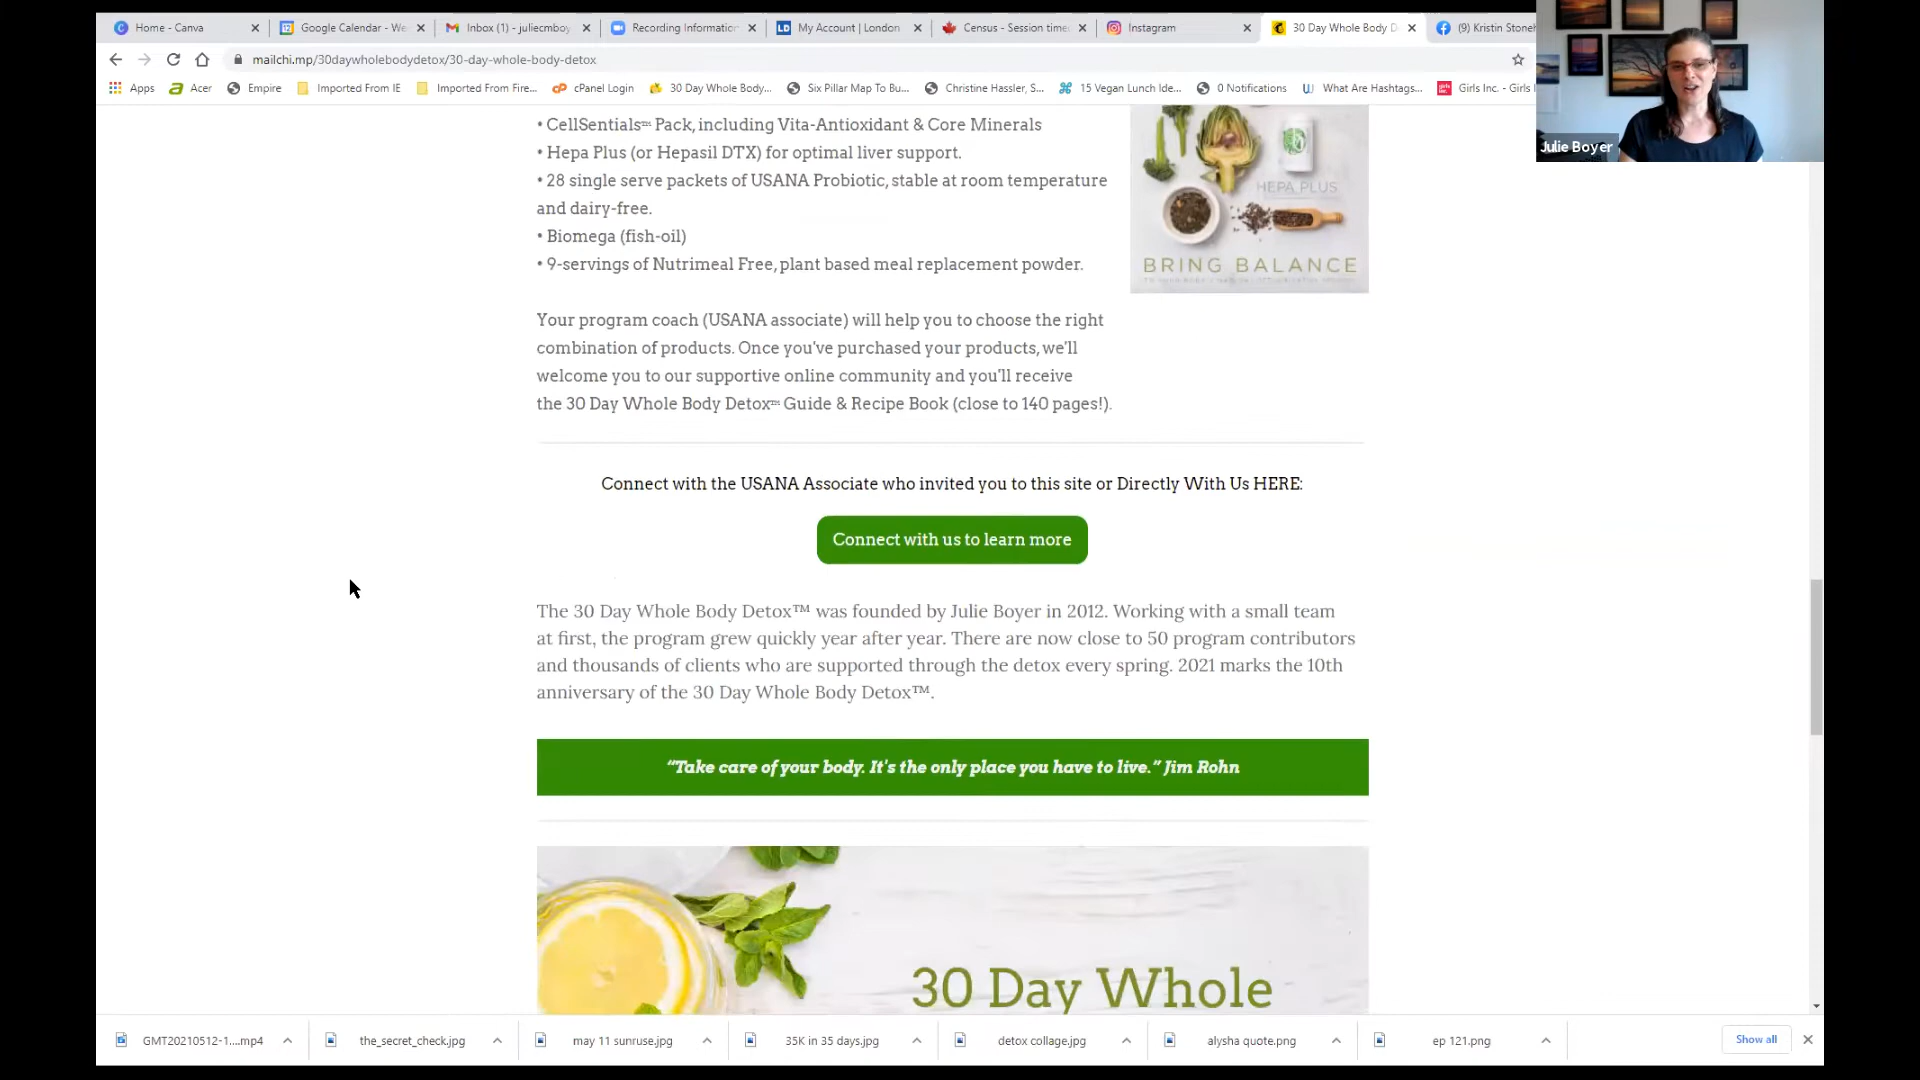 Home - Canva
Google Calendar - We
Inbox (1) - juliecmboy
Recording Information
My Account | London
Census - Session time
Instagram
30 Day Whole Body D
(9) Kristin Stoneh
mailchi.mp/30daywholebodydetox/30-day-whole-body-detox
Apps
Acer
Empire
Imported From IE
Imported From Fire...
cPanel Login
30 Day Whole Body...
Six Pillar Map To Bu...
Christine Hassler, S...
15 Vegan Lunch Ide...
0 Notifications
What Are Hashtags...
Girls Inc. - Girls I
Julie Boyer
• CellSentials™ Pack, including Vita-Antioxidant & Core Minerals
• Hepa Plus (or Hepasil DTX) for optimal liver support.
• 28 single serve packets of USANA Probiotic, stable at room temperature
and dairy-free.
• Biomega (fish-oil)
• 9-servings of Nutrimeal Free, plant based meal replacement powder.
HEPA PLUS
BRING BALANCE
Your program coach (USANA associate) will help you to choose the right
combination of products. Once you've purchased your products, we'll
welcome you to our supportive online community and you'll receive
the 30 Day Whole Body Detox™ Guide & Recipe Book (close to 140 pages!).
Connect with the USANA Associate who invited you to this site or Directly With Us HERE:
Connect with us to learn more
The 30 Day Whole Body Detox™ was founded by Julie Boyer in 2012. Working with a small team
at first, the program grew quickly year after year. There are now close to 50 program contributors
and thousands of clients who are supported through the detox every spring. 2021 marks the 10th
anniversary of the 30 Day Whole Body Detox™.
“Take care of your body. It's the only place you have to live.” Jim Rohn
30 Day Whole
GMT20210512-1....mp4
the_secret_check.jpg
may 11 sunruse.jpg
35K in 35 days.jpg
detox collage.jpg
alysha quote.png
ep 121.png
Show all